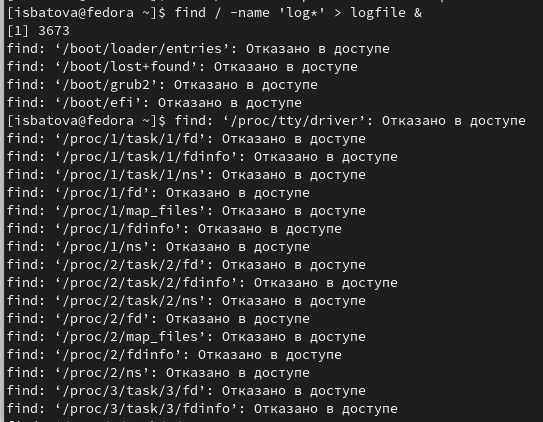 [isbatova@fedora ~]$ find / -name 'log*' > logfile &
[1] 3673
find: ‘/boot/loader/entries’: Отказано в доступе
find: ‘/boot/lost+found’: Отказано в доступе
find: ‘/boot/grub2’: Отказано в доступе
find: ‘/boot/efi’: Отказано в доступе
[isbatova@fedora ~]$ find: ‘/proc/tty/driver’: Отказано в доступе
find: ‘/proc/1/task/1/fd’: Отказано в доступе
find: ‘/proc/1/task/1/fdinfo’: Отказано в доступе
find: ‘/proc/1/task/1/ns’: Отказано в доступе
find: ‘/proc/1/fd’: Отказано в доступе
find: ‘/proc/1/map_files’: Отказано в доступе
find: ‘/proc/1/fdinfo’: Отказано в доступе
find: ‘/proc/1/ns’: Отказано в доступе
find: ‘/proc/2/task/2/fd’: Отказано в доступе
find: ‘/proc/2/task/2/fdinfo’: Отказано в доступе
find: ‘/proc/2/task/2/ns’: Отказано в доступе
find: ‘/proc/2/fd’: Отказано в доступе
find: ‘/proc/2/map_files’: Отказано в доступе
find: ‘/proc/2/fdinfo’: Отказано в доступе
find: ‘/proc/2/ns’: Отказано в доступе
find: ‘/proc/3/task/3/fd’: Отказано в доступе
find: ‘/proc/3/task/3/fdinfo’: Отказано в доступе